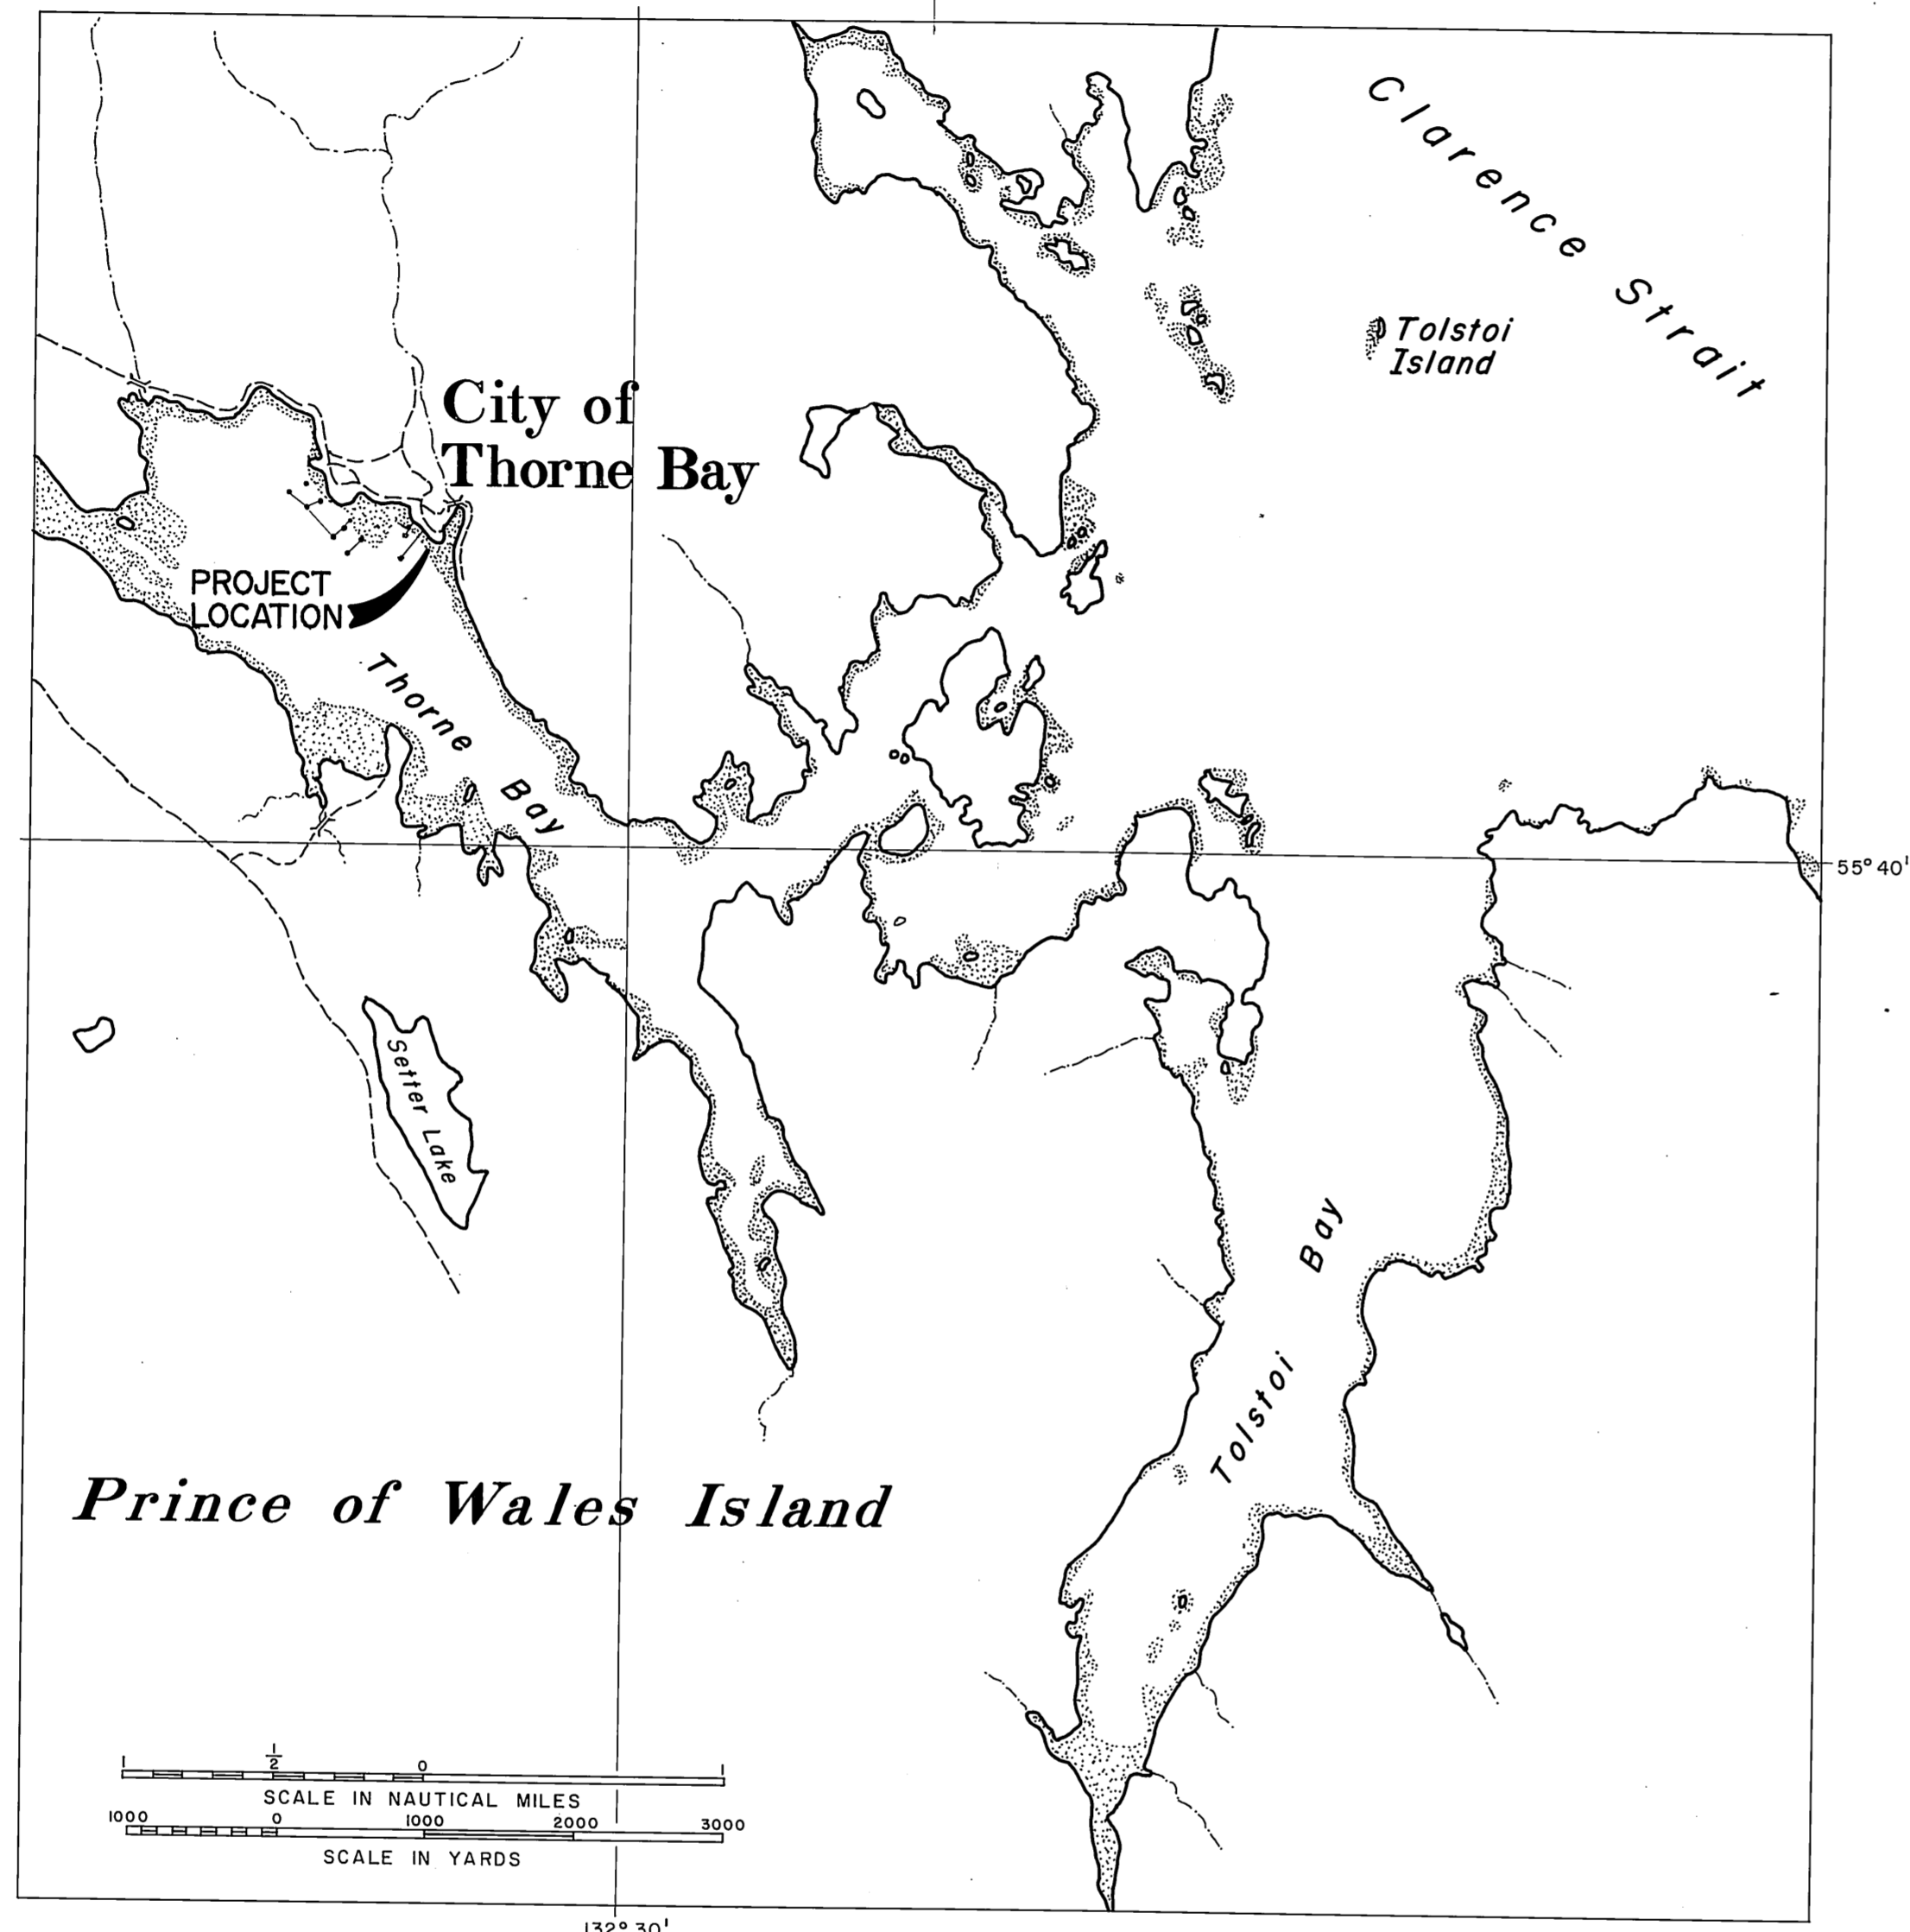 Clarence Strait
Tolstoi
Island
City of
Thorne Bay
PROJECT
LOCATION
Thorne Bay
55° 40'
Setter Lake
Tolstoi Bay
Prince of Wales Island
1 1/2 0 1
SCALE IN NAUTICAL MILES
1000 0 1000 2000 3000
SCALE IN YARDS
132° 30'